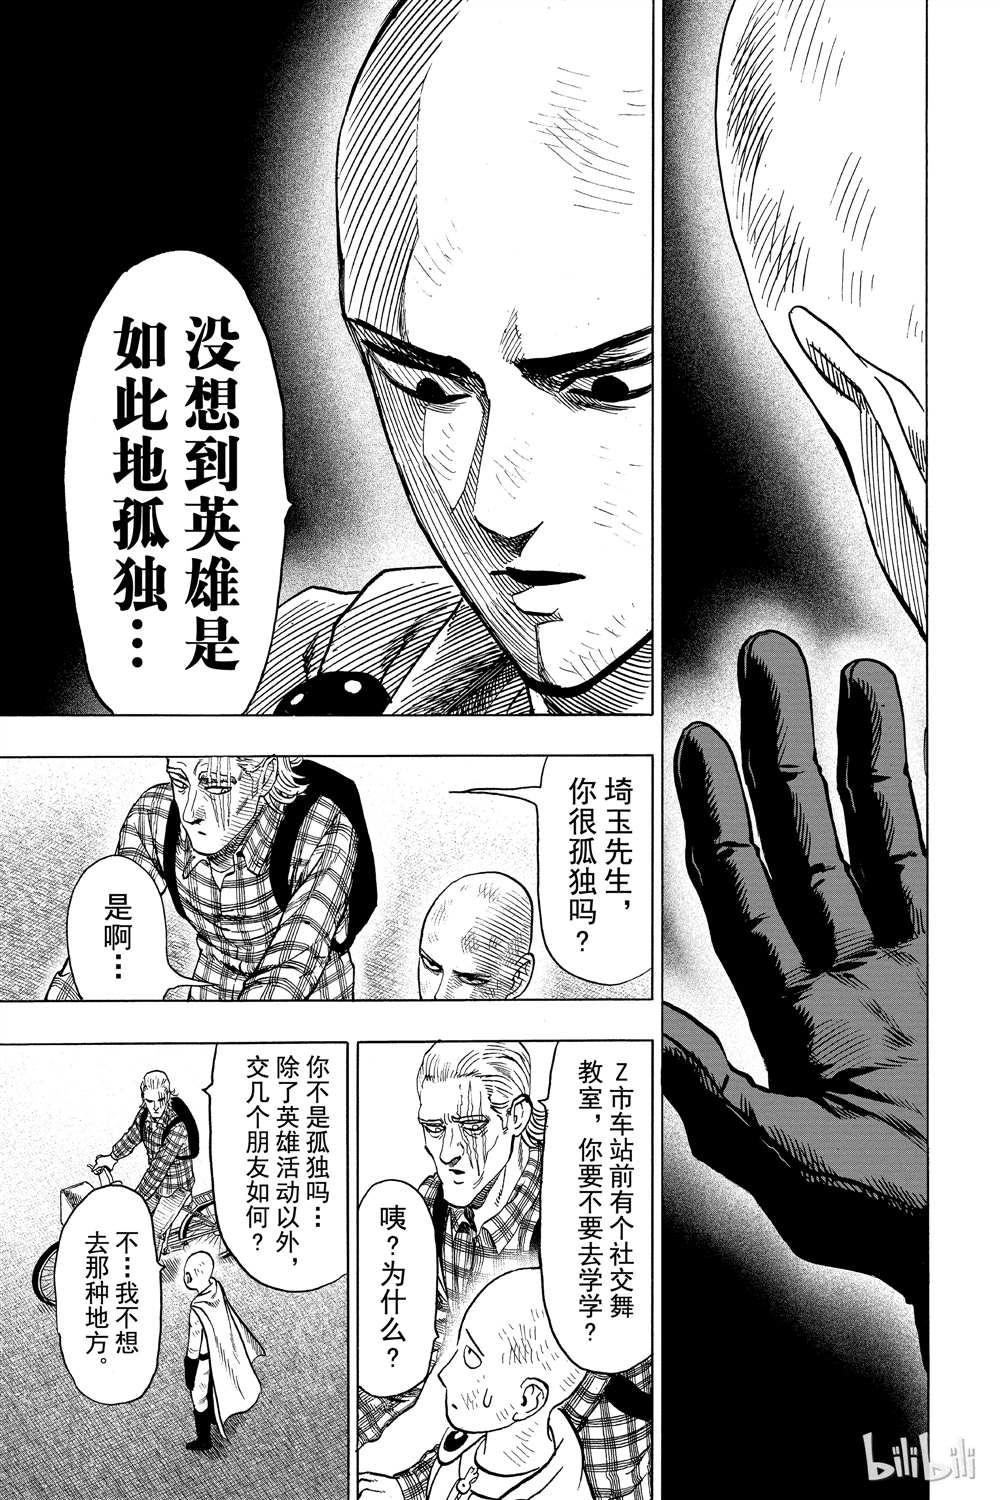 没想到英雄是
如此地孤独…
埼玉先生，
你很孤独吗？
是啊…
Z市车站前有个社交舞
教室，你要不要去学学？
咦？为什么？
你不是孤独吗…
除了英雄活动以外，
交几个朋友如何？
不…我不想
去那种地方。
bilibili